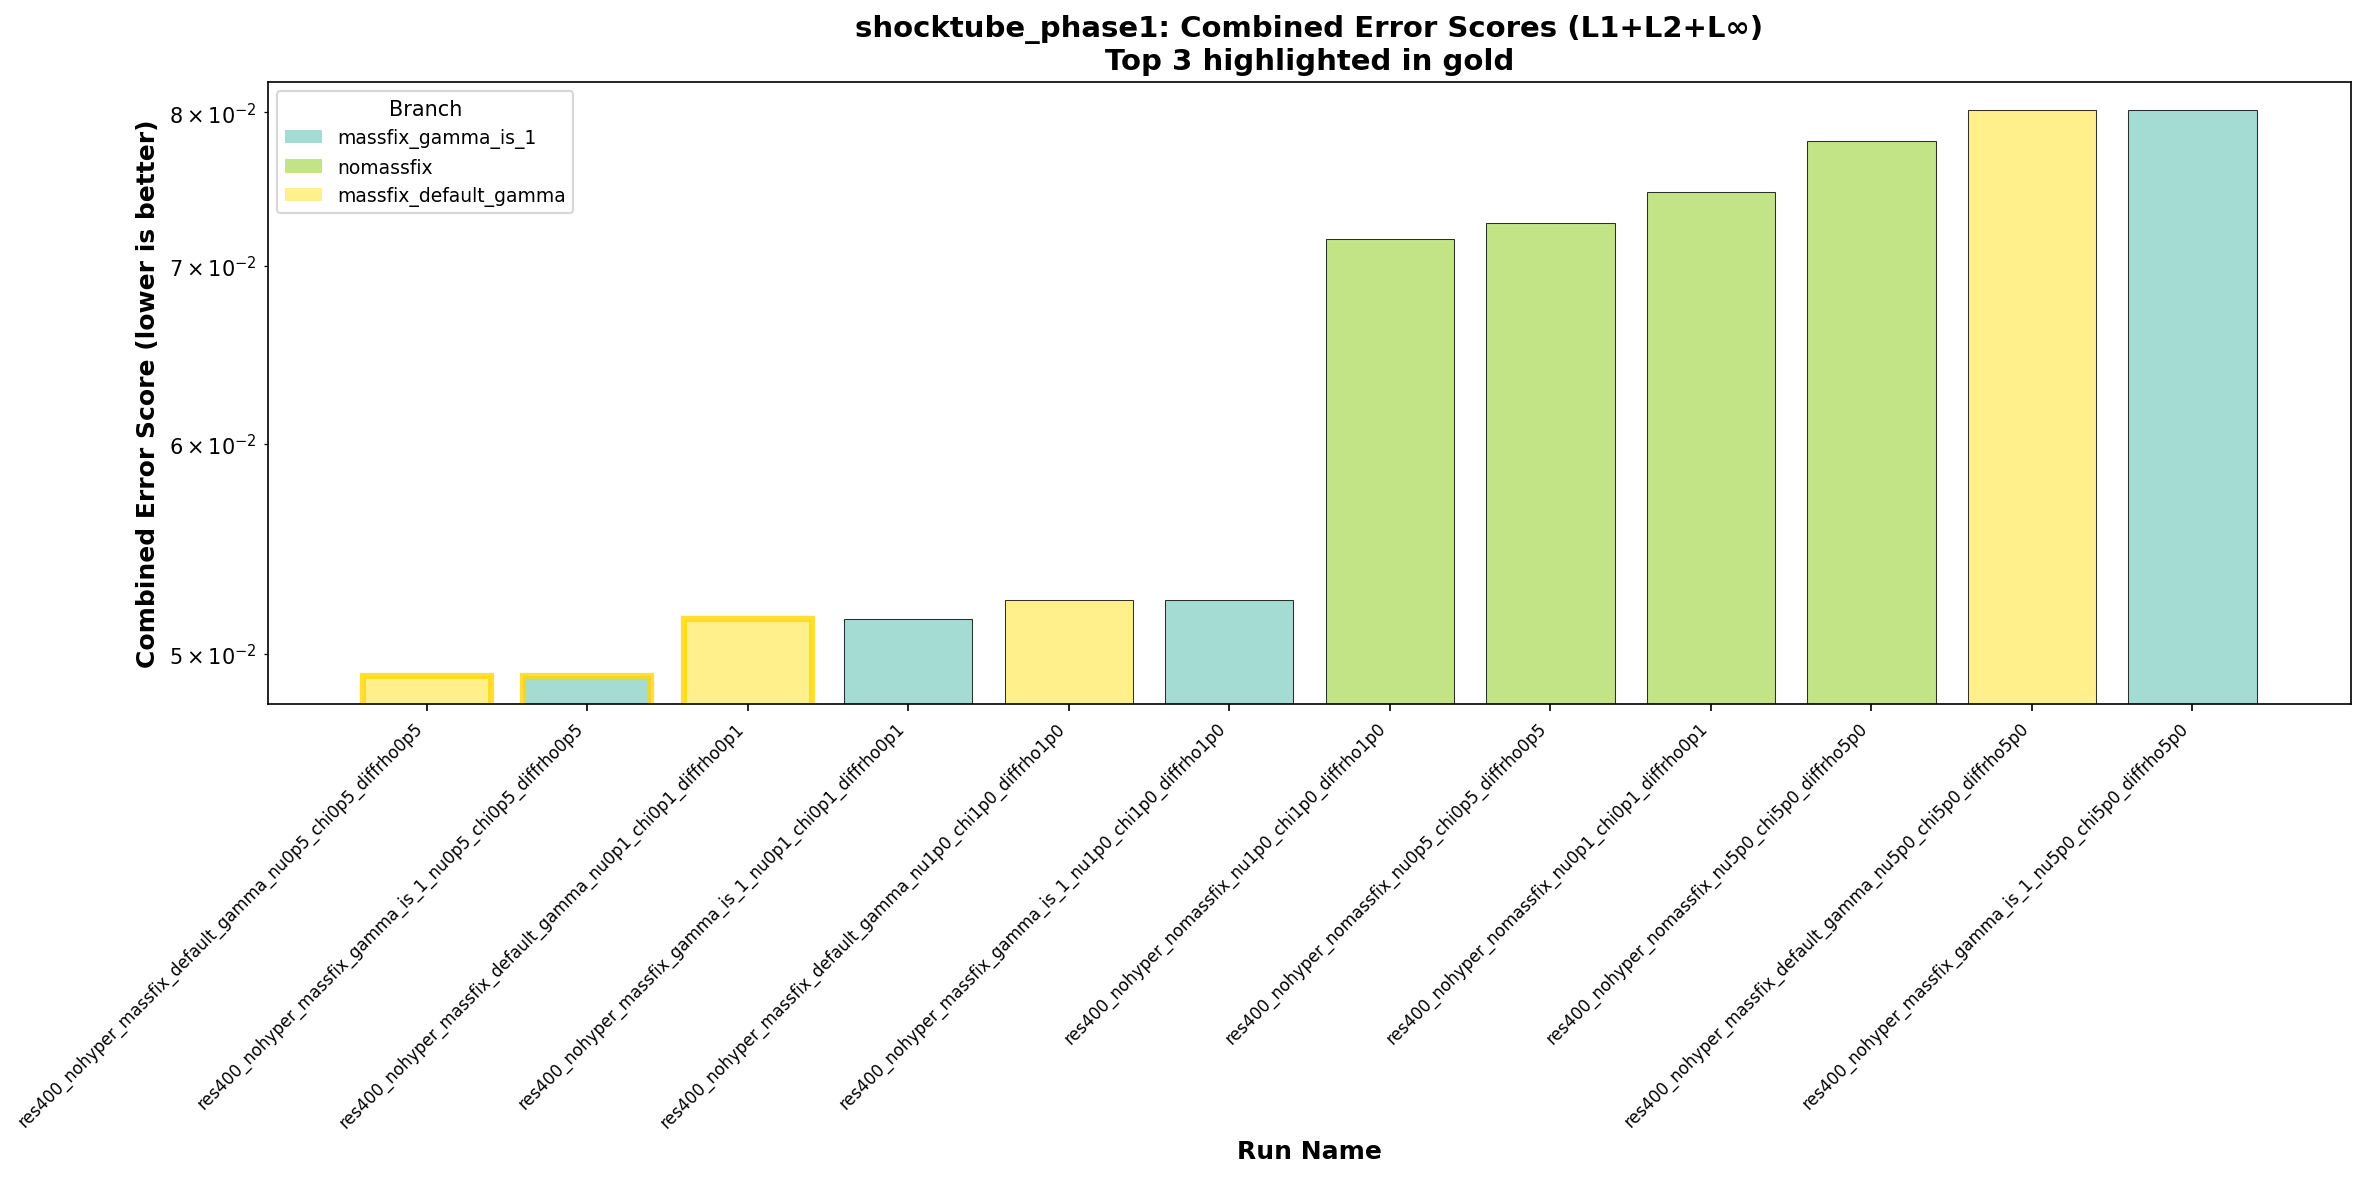 shocktube_phase1: Combined Error Scores (L1+L2+L∞)
Top 3 highlighted in gold
Combined Error Score (lower is better)
8 × 10⁻²
7 × 10⁻²
6 × 10⁻²
5 × 10⁻²
Branch
massfix_gamma_is_1
nomassfix
massfix_default_gamma
res400_nohyper_massfix_default_gamma_nu0p5_chi0p5_diffrho0p5
res400_nohyper_massfix_gamma_is_1_nu0p5_chi0p5_diffrho0p5
res400_nohyper_massfix_default_gamma_nu0p1_chi0p1_diffrho0p1
res400_nohyper_massfix_gamma_is_1_nu0p1_chi0p1_diffrho0p1
res400_nohyper_massfix_default_gamma_nu1p0_chi1p0_diffrho1p0
res400_nohyper_massfix_gamma_is_1_nu1p0_chi1p0_diffrho1p0
res400_nohyper_nomassfix_nu1p0_chi1p0_diffrho1p0
res400_nohyper_nomassfix_nu0p5_chi0p5_diffrho0p5
res400_nohyper_nomassfix_nu0p1_chi0p1_diffrho0p1
res400_nohyper_nomassfix_nu5p0_chi5p0_diffrho5p0
res400_nohyper_massfix_default_gamma_nu5p0_chi5p0_diffrho5p0
res400_nohyper_massfix_gamma_is_1_nu5p0_chi5p0_diffrho5p0
Run Name